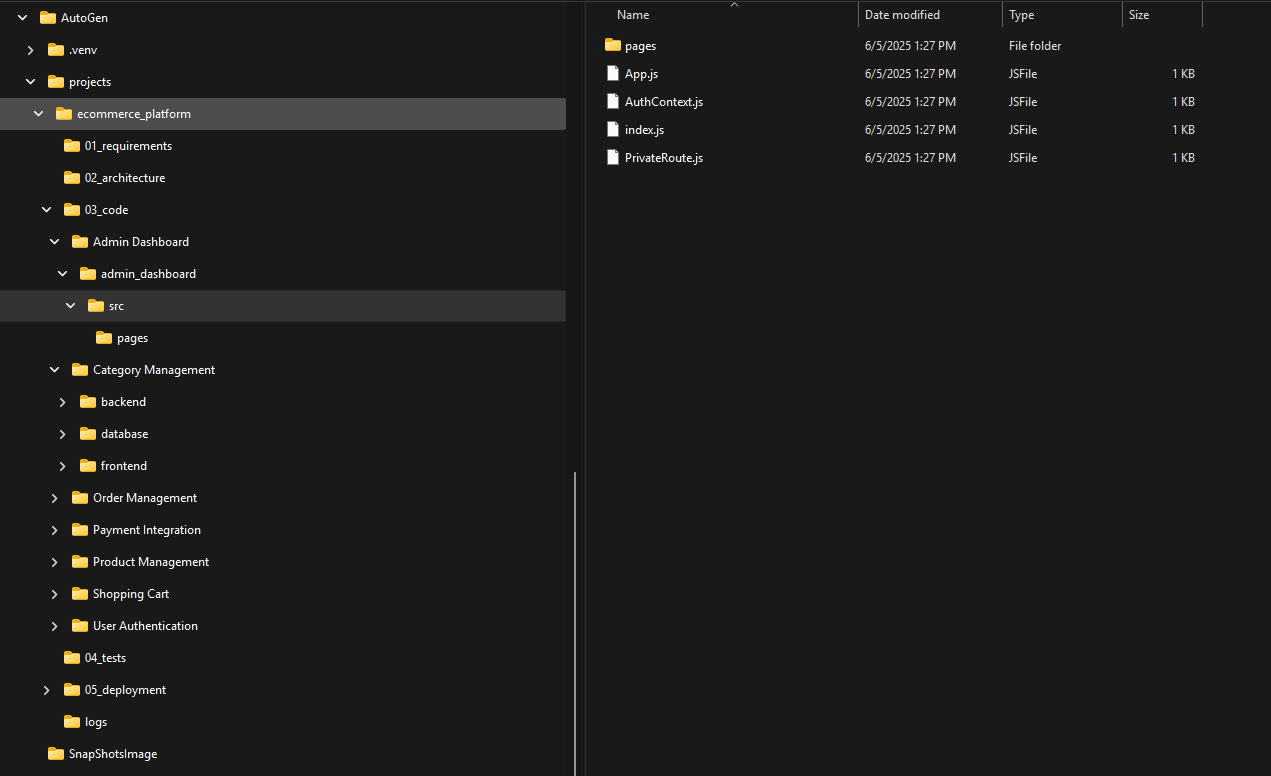 AutoGen
.venv
projects
ecommerce_platform
01_requirements
02_architecture
03_code
Admin Dashboard
admin_dashboard
src
pages
Category Management
backend
database
frontend
Order Management
Payment Integration
Product Management
Shopping Cart
User Authentication
04_tests
05_deployment
logs
SnapShotsImage
Name Date modified Type Size
pages 6/5/2025 1:27 PM File folder
App.js 6/5/2025 1:27 PM JSFile 1 KB
AuthContext.js 6/5/2025 1:27 PM JSFile 1 KB
index.js 6/5/2025 1:27 PM JSFile 1 KB
PrivateRoute.js 6/5/2025 1:27 PM JSFile 1 KB